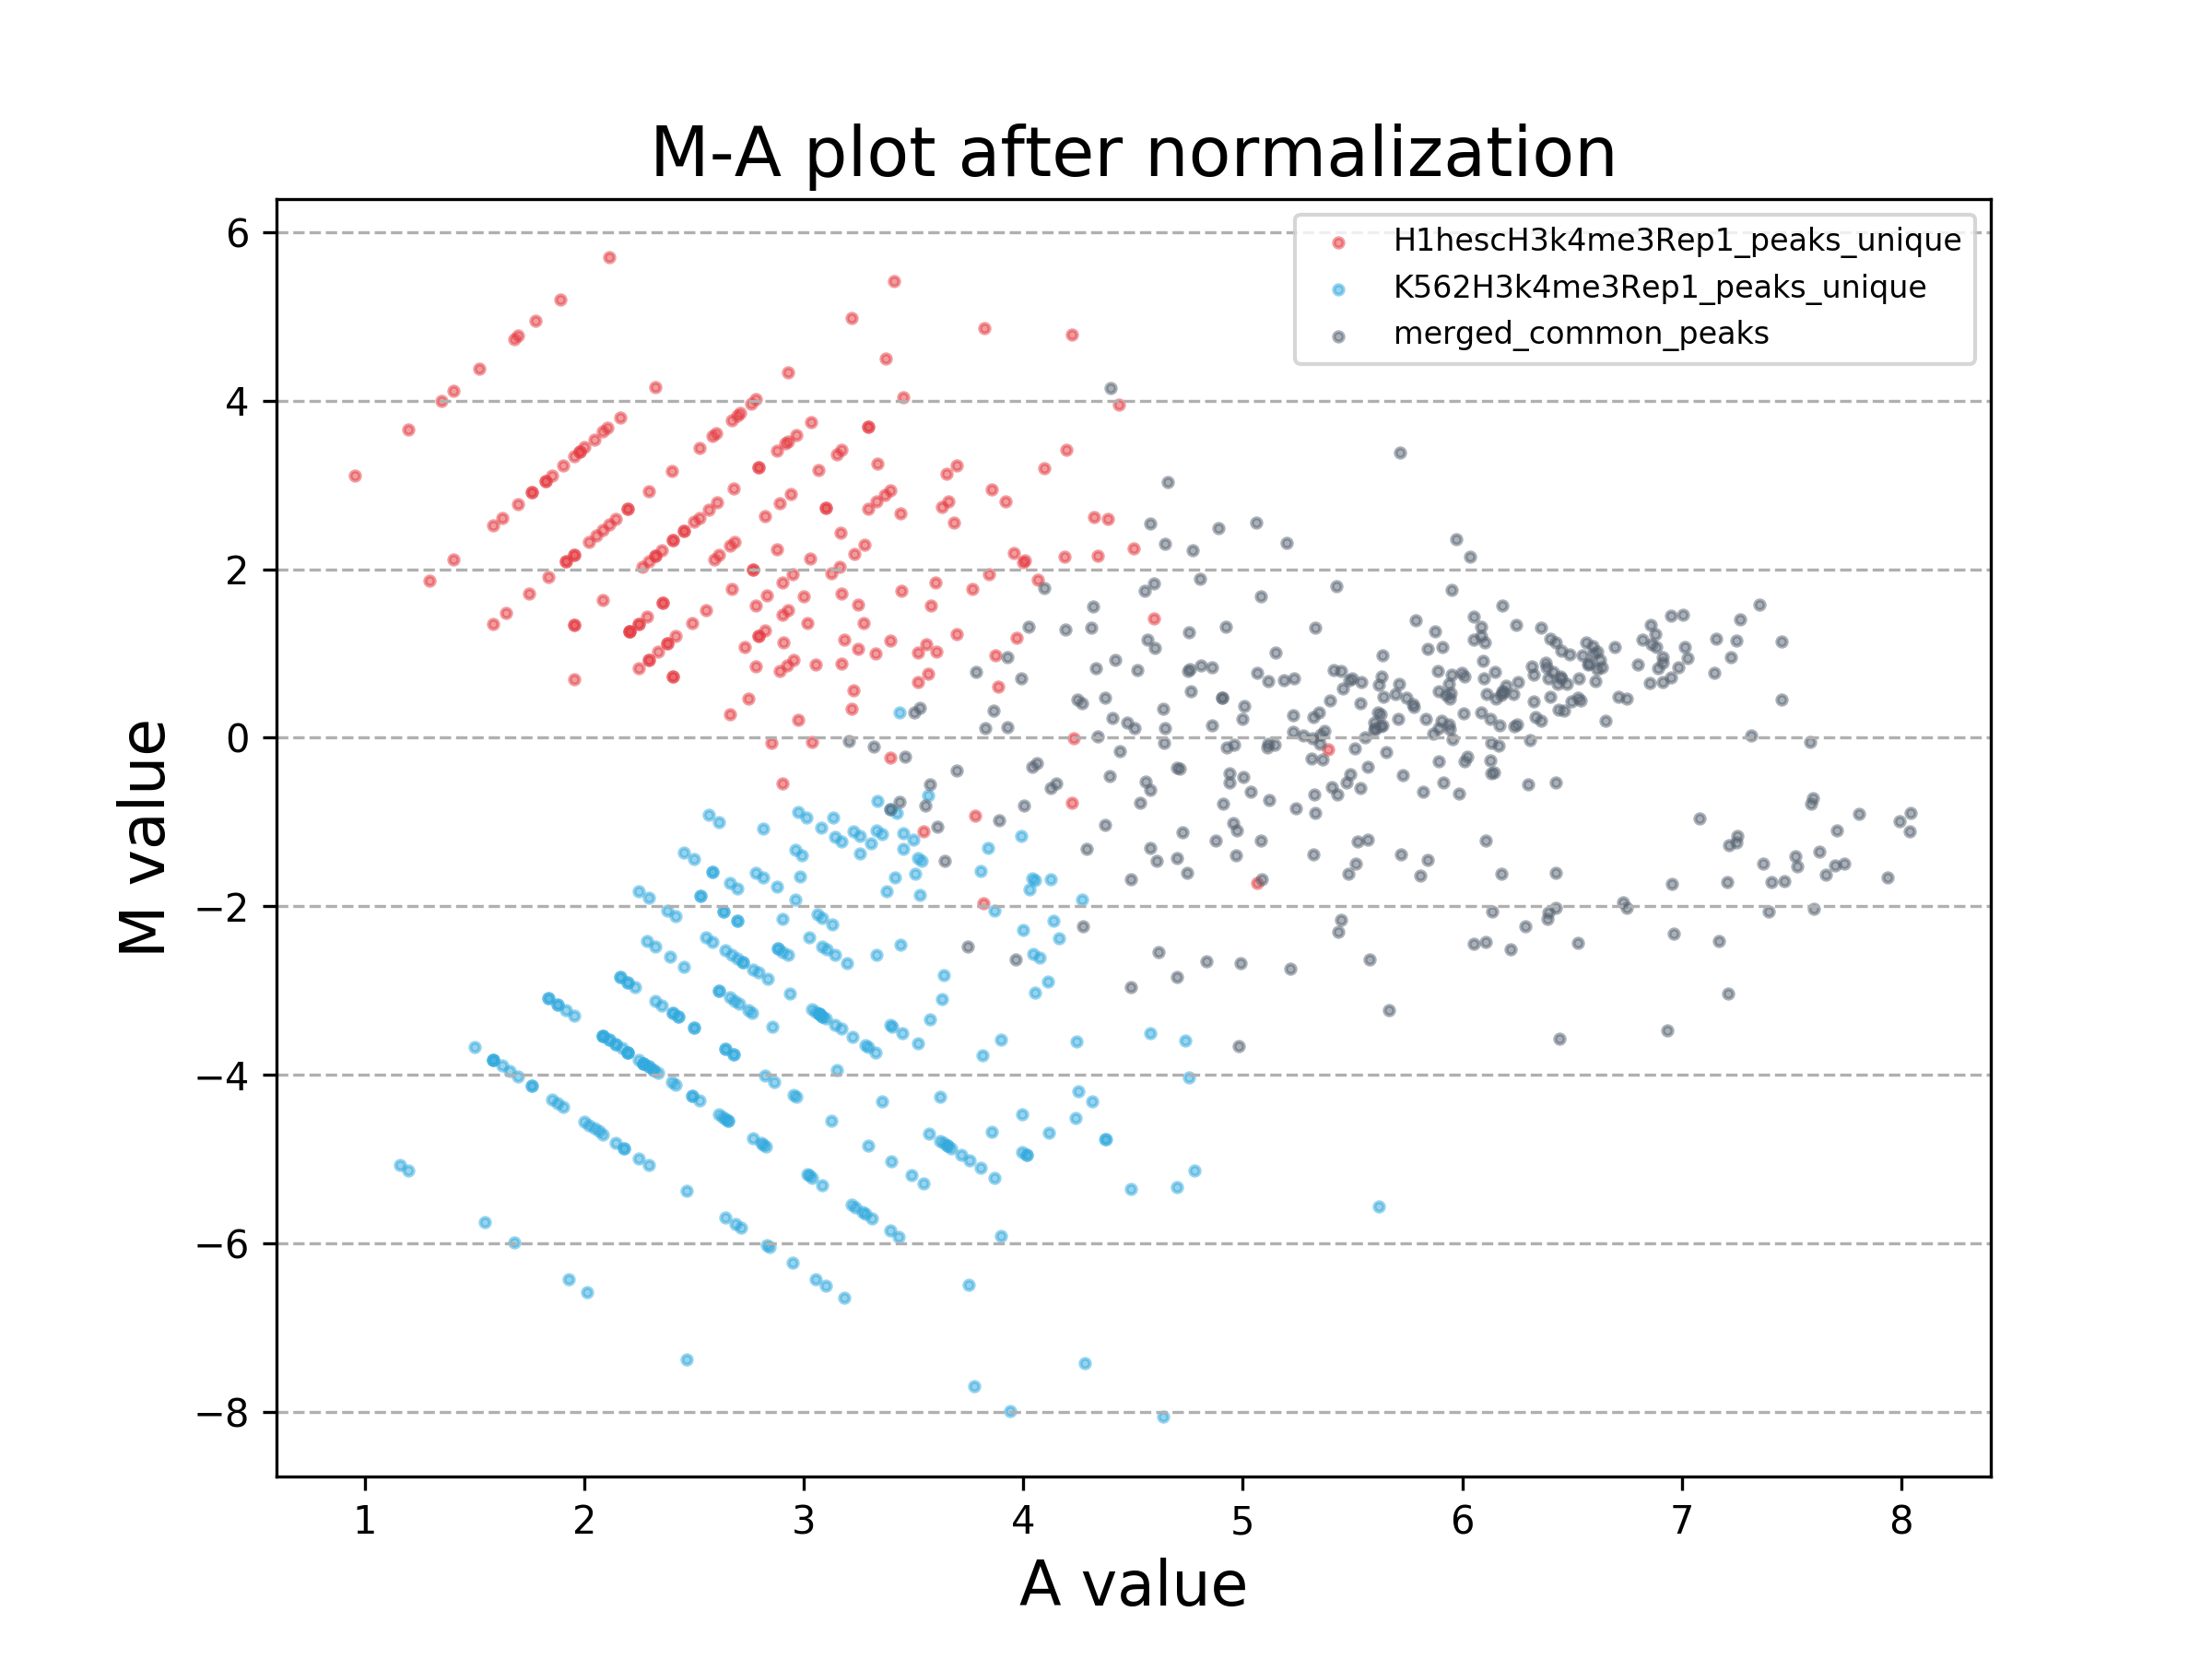 M-A plot after normalization
H1hescH3k4me3Rep1_peaks_unique
K562H3k4me3Rep1_peaks_unique
merged_common_peaks
6
4
2
0
−2
−4
−6
−8
M value
1 2 3 4 5 6 7 8
A value